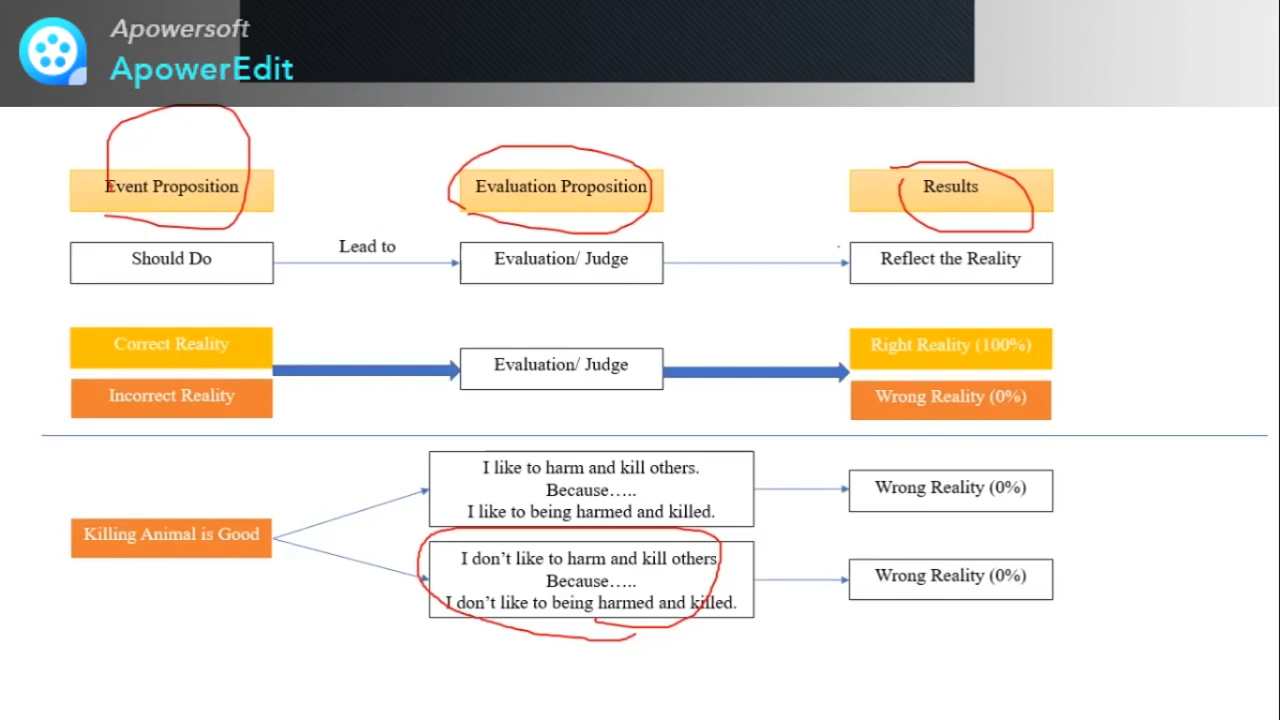 Apowersoft
ApowerEdit
Event Proposition
Evaluation Proposition
Results
Should Do
Lead to
Evaluation/ Judge
Reflect the Reality
Correct Reality
Incorrect Reality
Evaluation/ Judge
Right Reality (100%)
Wrong Reality (0%)
Killing Animal is Good
I like to harm and kill others.
Because…..
I like to being harmed and killed.
Wrong Reality (0%)
I don't like to harm and kill others
Because…..
I don't like to being harmed and killed.
Wrong Reality (0%)